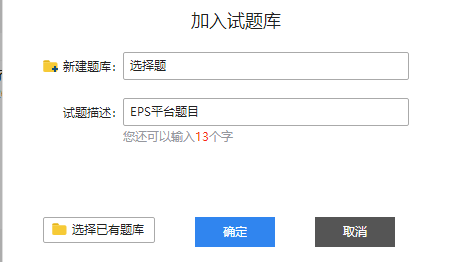 加入试题库
新建题库: 选择题
试题描述: EPS平台题目
您还可以输入13个字
选择已有题库 确定 取消